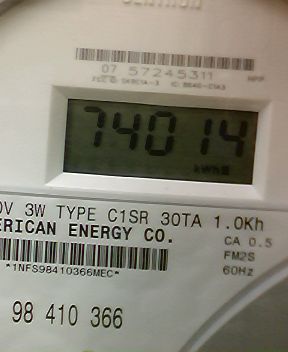 CENTRON
07 57245311
74014
kWh
0V 3W TYPE C1SR 30TA 1.0Kh
ERICAN ENERGY CO. CA 0.5
FM2S
*1NFS98410366MEC* 60Hz
98 410 366